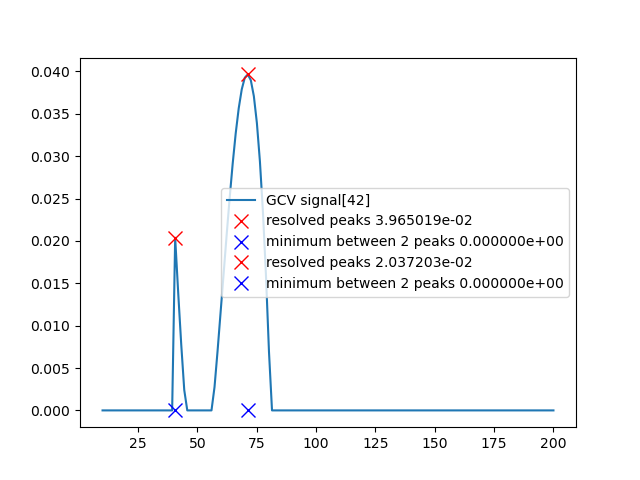 0.040
0.035
0.030
0.025
0.020
0.015
0.010
0.005
0.000
GCV signal[42]
resolved peaks 3.965019e-02
minimum between 2 peaks 0.000000e+00
resolved peaks 2.037203e-02
minimum between 2 peaks 0.000000e+00
25 50 75 100 125 150 175 200